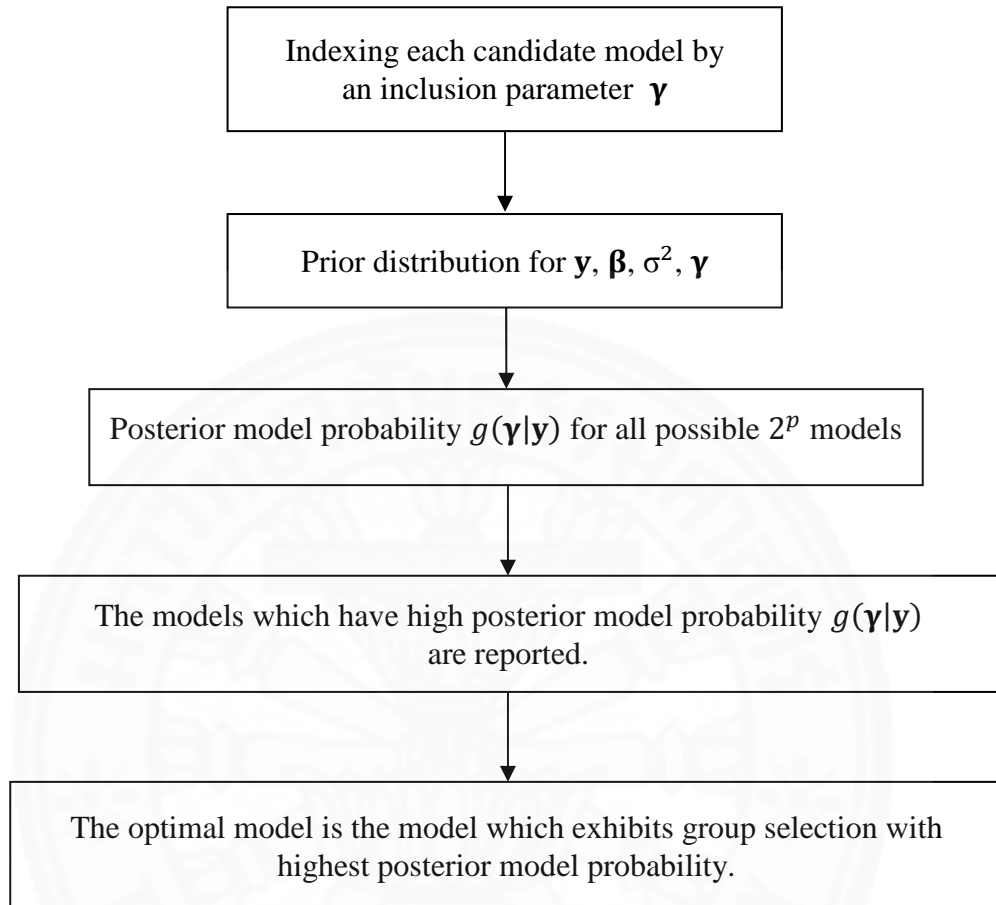 Indexing each candidate model by
an inclusion parameter 𝛄
Prior distribution for 𝐲, 𝛃, σ², 𝛄
Posterior model probability 𝑔(𝛄|𝐲) for all possible 2ᵖ models
The models which have high posterior model probability 𝑔(𝛄|𝐲)
are reported.
The optimal model is the model which exhibits group selection with
highest posterior model probability.